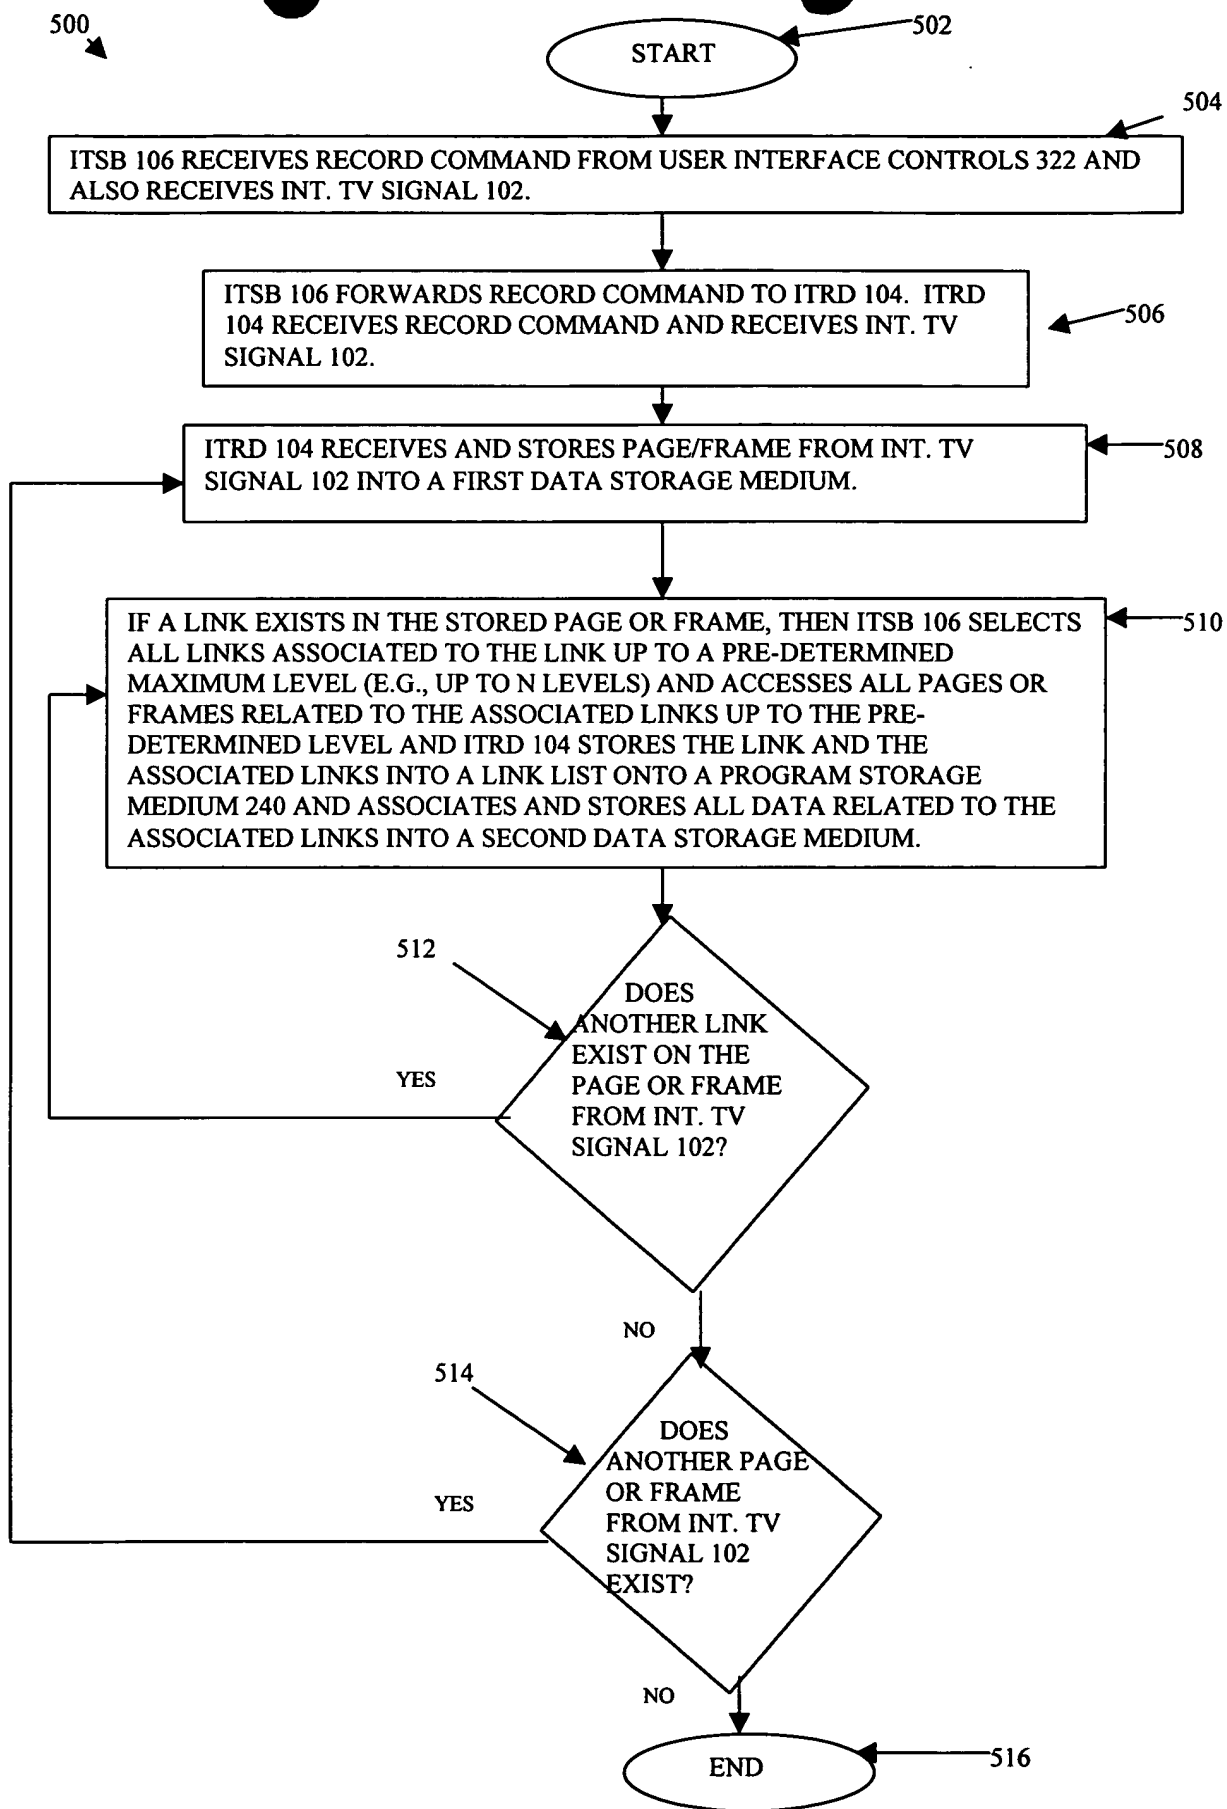 500
502
START
504
ITSB 106 RECEIVES RECORD COMMAND FROM USER INTERFACE CONTROLS 322 AND
ALSO RECEIVES INT. TV SIGNAL 102.
ITSB 106 FORWARDS RECORD COMMAND TO ITRD 104. ITRD
104 RECEIVES RECORD COMMAND AND RECEIVES INT. TV
SIGNAL 102.
506
ITRD 104 RECEIVES AND STORES PAGE/FRAME FROM INT. TV
SIGNAL 102 INTO A FIRST DATA STORAGE MEDIUM.
508
IF A LINK EXISTS IN THE STORED PAGE OR FRAME, THEN ITSB 106 SELECTS
ALL LINKS ASSOCIATED TO THE LINK UP TO A PRE-DETERMINED
MAXIMUM LEVEL (E.G., UP TO N LEVELS) AND ACCESSES ALL PAGES OR
FRAMES RELATED TO THE ASSOCIATED LINKS UP TO THE PRE-
DETERMINED LEVEL AND ITRD 104 STORES THE LINK AND THE
ASSOCIATED LINKS INTO A LINK LIST ONTO A PROGRAM STORAGE
MEDIUM 240 AND ASSOCIATES AND STORES ALL DATA RELATED TO THE
ASSOCIATED LINKS INTO A SECOND DATA STORAGE MEDIUM.
510
512
DOES
ANOTHER LINK
EXIST ON THE
PAGE OR FRAME
FROM INT. TV
SIGNAL 102?
YES
NO
514
DOES
ANOTHER PAGE
OR FRAME
FROM INT. TV
SIGNAL 102
EXIST?
YES
NO
END
516